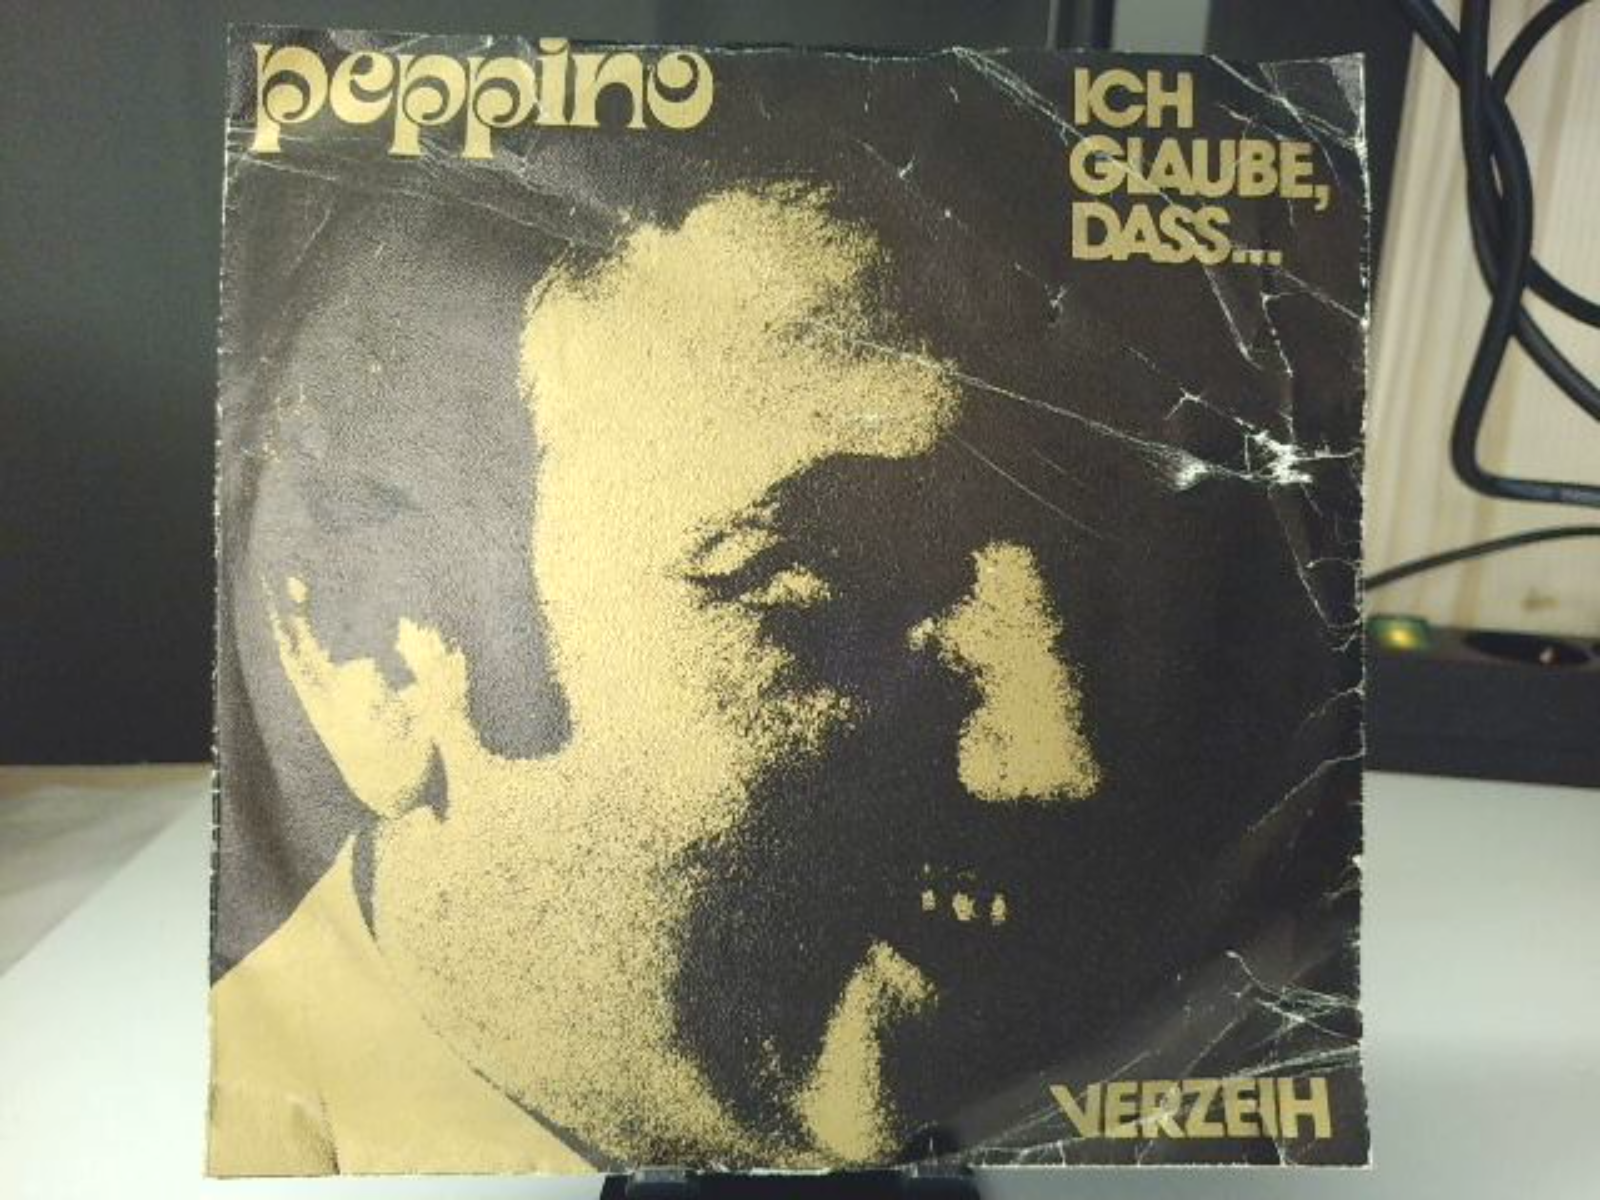 peppino
ICH
GLAUBE,
DASS...
VERZEIH